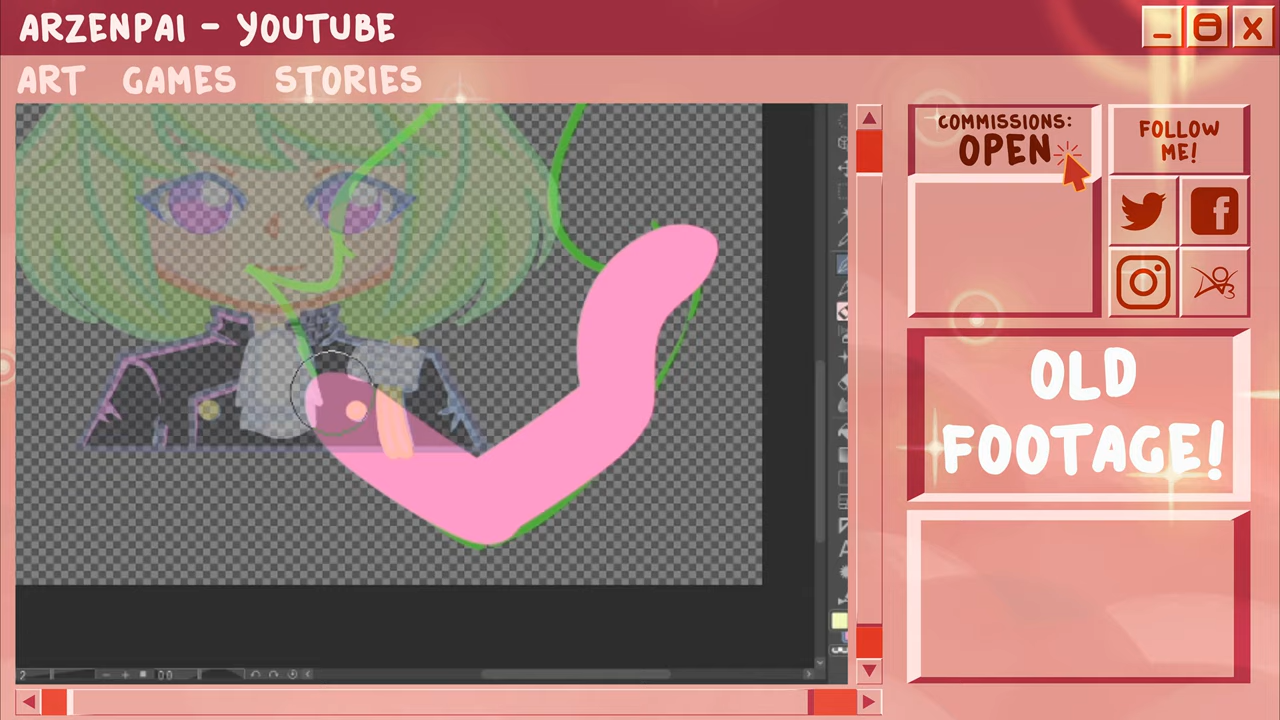 ARZENPAI - YOUTUBE
ART GAMES STORIES
COMMISSIONS:
OPEN
FOLLOW
ME!
OLD
FOOTAGE!